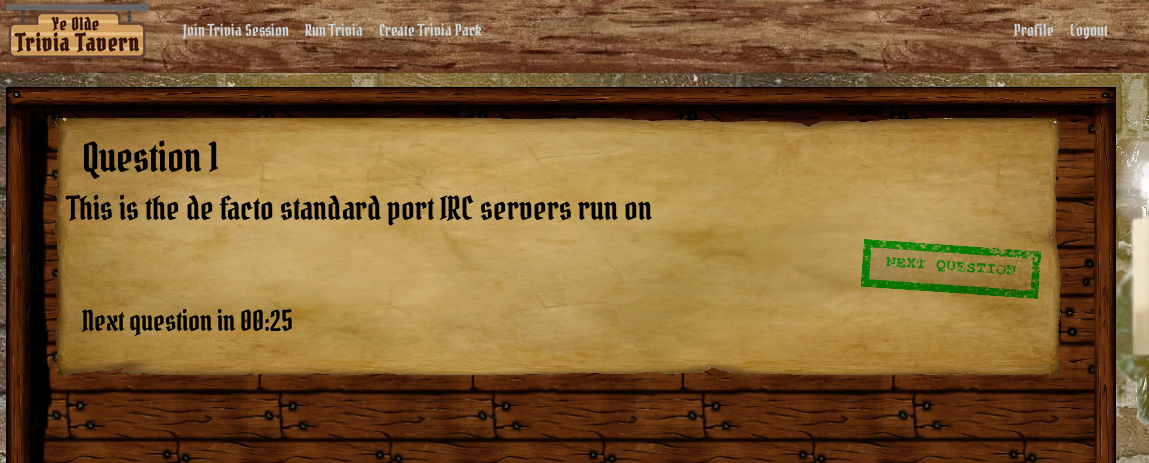 Ye Olde
Trivia Tavern
Join Trivia Session Run Trivia Create Trivia Pack Profile Logout
Question 1
This is the de facto standard port IRC servers run on
NEXT QUESTION
Next question in 00:25